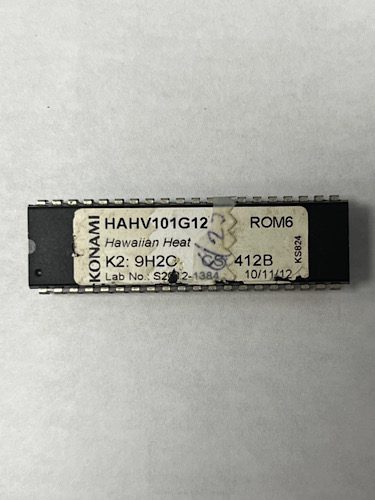 KONAMI
HAHV101G12 ROM6
Hawaiian Heat
K2: 9H2C 412B
Lab No.: 10/11/12
KS824